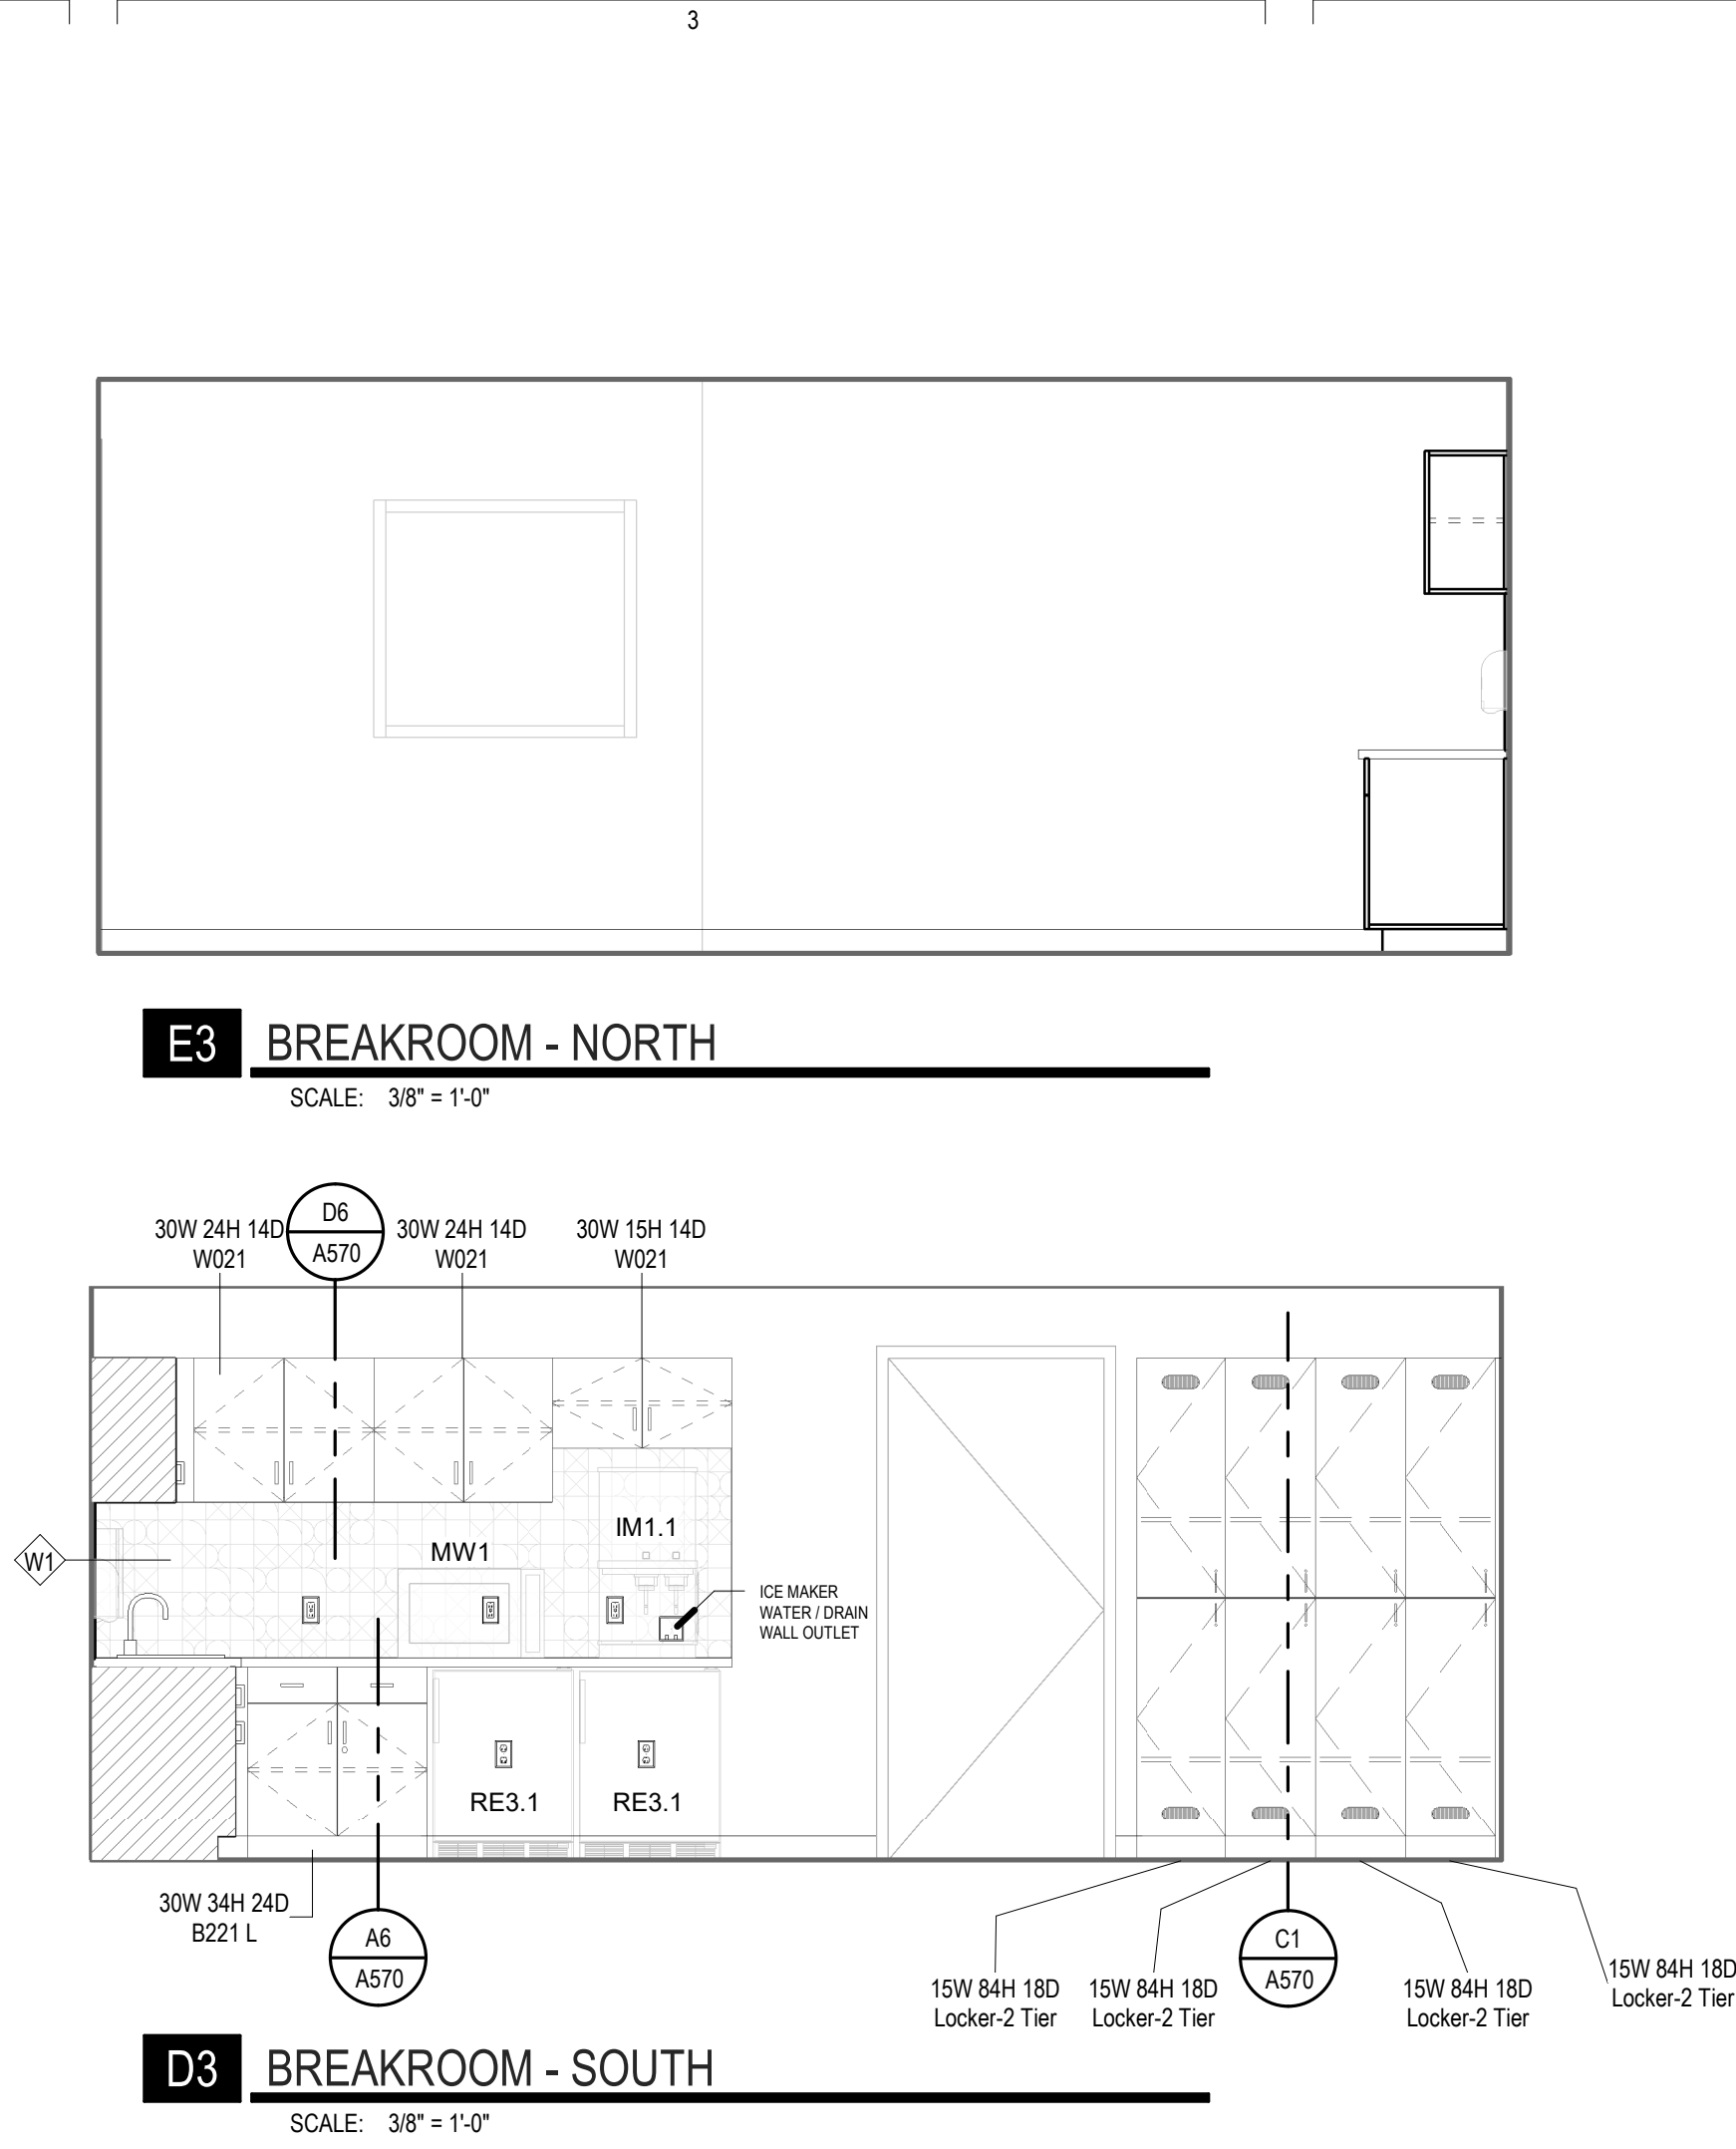 3
E3 BREAKROOM - NORTH
SCALE: 3/8" = 1'-0"
D6
A570
30W 24H 14D
W021
30W 24H 14D
W021
30W 15H 14D
W021
W1
MW1
IM1.1
ICE MAKER
WATER / DRAIN
WALL OUTLET
RE3.1
RE3.1
30W 34H 24D
B221 L
A6
A570
15W 84H 18D
Locker-2 Tier
15W 84H 18D
Locker-2 Tier
C1
A570
15W 84H 18D
Locker-2 Tier
15W 84H 18D
Locker-2 Tier
D3 BREAKROOM - SOUTH
SCALE: 3/8" = 1'-0"